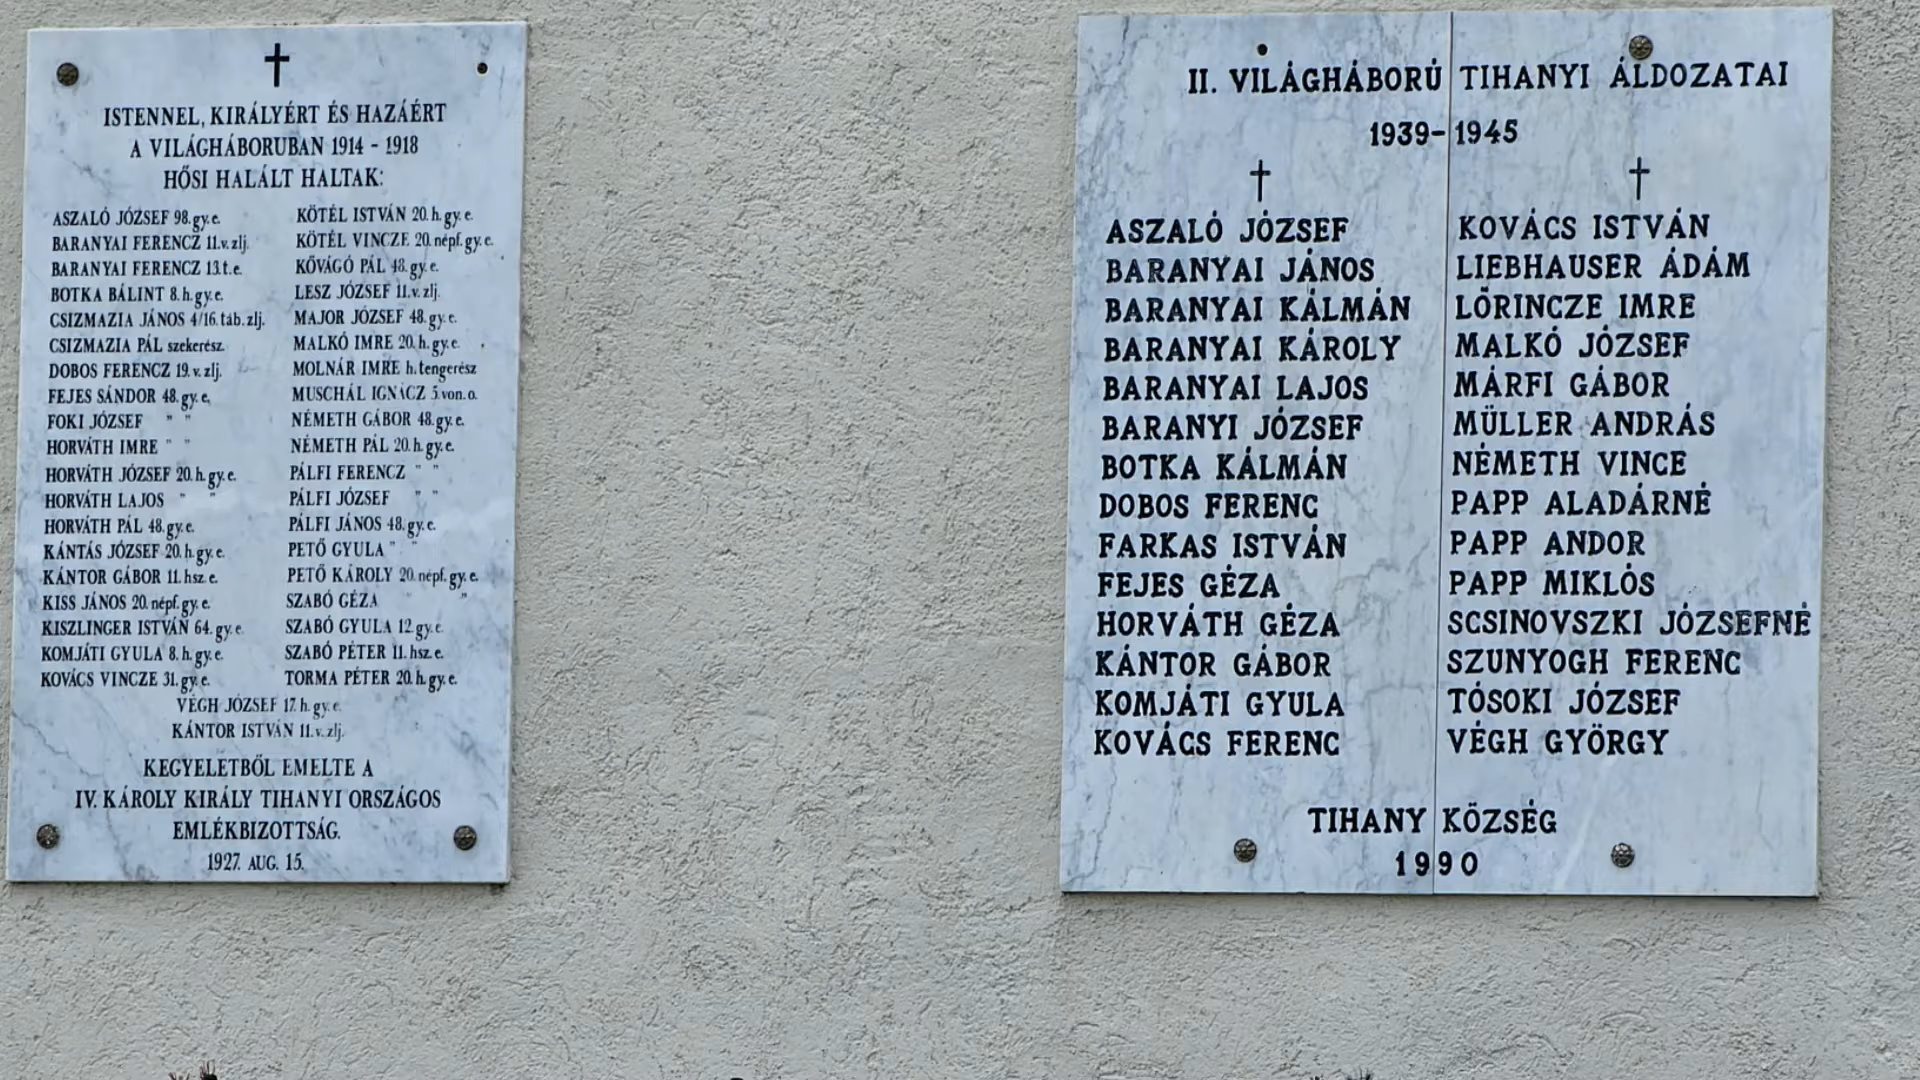 ISTENNEL, KIRÁLYÉRT ÉS HAZÁÉRT
A VILÁGHÁBORUBAN 1914 - 1918
HŐSI HALÁLT HALTAK:
ASZALÓ JÓZSEF 98. gy. e.
BARANYAI FERENCZ 11. v. zlj.
BARANYAI FERENCZ 13. t. e.
BOTKA BÁLINT 8. h. gy. e.
CSIZMAZIA JÁNOS 4/16. táb. zlj.
CSIZMAZIA PÁL szekerész.
DOBOS FERENCZ 19. v. zlj.
FEJES SÁNDOR 48. gy. e.
FOKI JÓZSEF " "
HORVÁTH IMRE " "
HORVÁTH JÓZSEF 20. h. gy. e.
HORVÁTH LAJOS " "
HORVÁTH PÁL 48. gy. e.
KÁNTÁS JÓZSEF 20. h. gy. e.
KÁNTOR GÁBOR 11. hsz. e.
KISS JÁNOS 20. népf. gy. e.
KISZLINGER ISTVÁN 64. gy. e.
KOMJÁTI GYULA 8. h. gy. e.
KOVÁCS VINCZE 31. gy. e.
KÖTÉL ISTVÁN 20. h. gy. e.
KÖTÉL VINCZE 20. népf. gy. e.
KŐVÁGÓ PÁL 48. gy. e.
LESZ JÓZSEF 11. v. zlj.
MAJOR JÓZSEF 48. gy. e.
MALKÓ IMRE 20. h. gy. e.
MOLNÁR IMRE h. tengerész
MUSCHÁL IGNÁCZ 5. von. o.
NÉMETH GÁBOR 48. gy. e.
NÉMETH PÁL 20. h. gy. e.
PÁLFI FERENCZ " "
PÁLFI JÓZSEF " "
PÁLFI JÁNOS 48. gy. e.
PETŐ GYULA " "
PETŐ KÁROLY 20. népf. gy. e.
SZABÓ GÉZA " "
SZABÓ GYULA 12. gy. e.
SZABÓ PÉTER 11. hsz. e.
TORMA PÉTER 20. h. gy. e.
VÉGH JÓZSEF 17. h. gy. e.
KÁNTOR ISTVÁN 11. v. zlj.
KEGYELETBŐL EMELTE A
IV. KÁROLY KIRÁLY TIHANYI ORSZÁGOS
EMLÉKBIZOTTSÁG.
1927. AUG. 15.
II. VILÁGHÁBORÚ TIHANYI ÁLDOZATAI
1939-1945
ASZALÓ JÓZSEF
BARANYAI JÁNOS
BARANYAI KÁLMÁN
BARANYAI KÁROLY
BARANYAI LAJOS
BARANYI JÓZSEF
BOTKA KÁLMÁN
DOBOS FERENC
FARKAS ISTVÁN
FEJES GÉZA
HORVÁTH GÉZA
KÁNTOR GÁBOR
KOMJÁTI GYULA
KOVÁCS FERENC
KOVÁCS ISTVÁN
LIEBHAUSER ÁDÁM
LŐRINCZE IMRE
MALKÓ JÓZSEF
MÁRFI GÁBOR
MÜLLER ANDRÁS
NÉMETH VINCE
PAPP ALADÁRNÉ
PAPP ANDOR
PAPP MIKLÓS
SCSINOVSZKI JÓZSEFNÉ
SZUNYOGH FERENC
TÓSOKI JÓZSEF
VÉGH GYÖRGY
TIHANY KÖZSÉG
1990